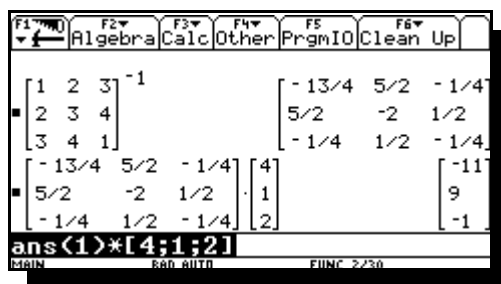 F1 F2 F3 F4 F5 F6
Algebra Calc Other PrgmIO Clean Up
[1 2 3]-1 [-13/4 5/2 -1/4]
[2 3 4] [5/2 -2 1/2]
[3 4 1] [-1/4 1/2 -1/4]
[-13/4 5/2 -1/4] [4] [-11]
[5/2 -2 1/2]·[1] [9]
[-1/4 1/2 -1/4] [2] [-1]
ans(1)*[4;1;2]
MAIN RAD AUTO FUNC 2/30